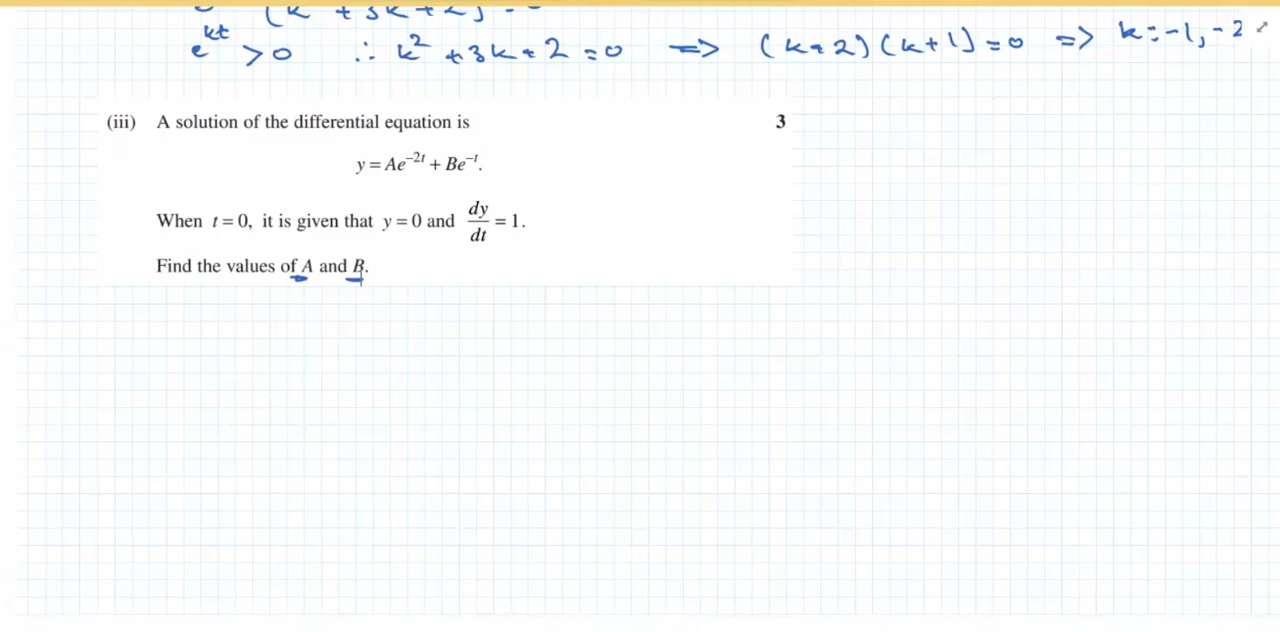 (k + 3k + 2) =
e^{kt} > 0 ∴ k² + 3k + 2 = 0 => (k+2)(k+1) = 0 => k = -1, -2
(iii) A solution of the differential equation is 3
y = Ae^{-2t} + Be^{-t}.
When t = 0, it is given that y = 0 and dy/dt = 1.
Find the values of A and B.